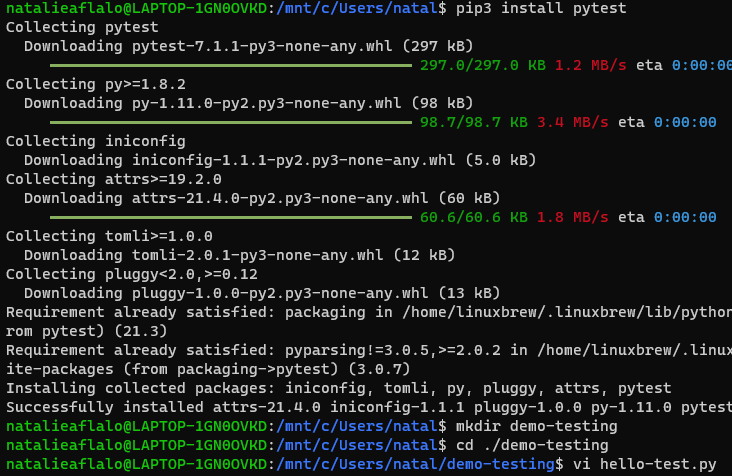 natalieaflalo@LAPTOP-1GN0OVKD:/mnt/c/Users/natal$ pip3 install pytest
Collecting pytest
  Downloading pytest-7.1.1-py3-none-any.whl (297 kB)
     ━━━━━━━━━━━━━━━━━━━━━━━━━━━━━━━━━━━━━━━━ 297.0/297.0 KB 1.2 MB/s eta 0:00:00
Collecting py>=1.8.2
  Downloading py-1.11.0-py2.py3-none-any.whl (98 kB)
     ━━━━━━━━━━━━━━━━━━━━━━━━━━━━━━━━━━━━━━━━ 98.7/98.7 KB 3.4 MB/s eta 0:00:00
Collecting iniconfig
  Downloading iniconfig-1.1.1-py2.py3-none-any.whl (5.0 kB)
Collecting attrs>=19.2.0
  Downloading attrs-21.4.0-py2.py3-none-any.whl (60 kB)
     ━━━━━━━━━━━━━━━━━━━━━━━━━━━━━━━━━━━━━━━━ 60.6/60.6 KB 1.8 MB/s eta 0:00:00
Collecting tomli>=1.0.0
  Downloading tomli-2.0.1-py3-none-any.whl (12 kB)
Collecting pluggy<2.0,>=0.12
  Downloading pluggy-1.0.0-py2.py3-none-any.whl (13 kB)
Requirement already satisfied: packaging in /home/linuxbrew/.linuxbrew/lib/python
rom pytest) (21.3)
Requirement already satisfied: pyparsing!=3.0.5,>=2.0.2 in /home/linuxbrew/.linux
ite-packages (from packaging->pytest) (3.0.7)
Installing collected packages: iniconfig, tomli, py, pluggy, attrs, pytest
Successfully installed attrs-21.4.0 iniconfig-1.1.1 pluggy-1.0.0 py-1.11.0 pytest
natalieaflalo@LAPTOP-1GN0OVKD:/mnt/c/Users/natal$ mkdir demo-testing
natalieaflalo@LAPTOP-1GN0OVKD:/mnt/c/Users/natal$ cd ./demo-testing
natalieaflalo@LAPTOP-1GN0OVKD:/mnt/c/Users/natal/demo-testing$ vi hello-test.py